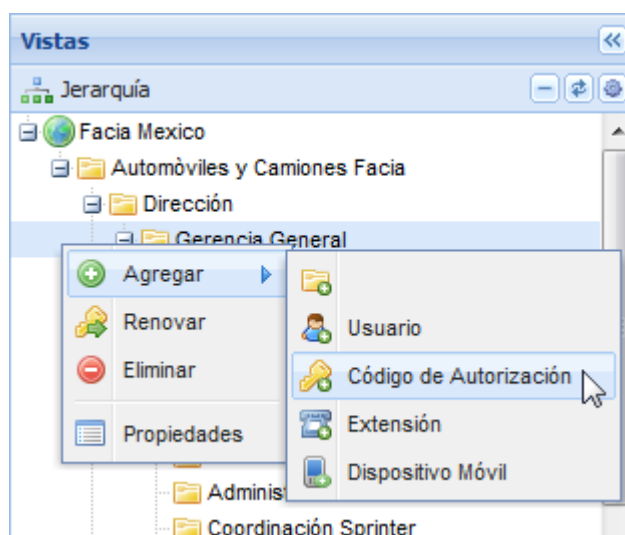 Vistas
Jerarquía
Facia Mexico
Automòviles y Camiones Facia
Dirección
Gerencia General
Agregar
Renovar
Eliminar
Propiedades
Usuario
Código de Autorización
Extensión
Dispositivo Móvil
Coordinación Sprinter